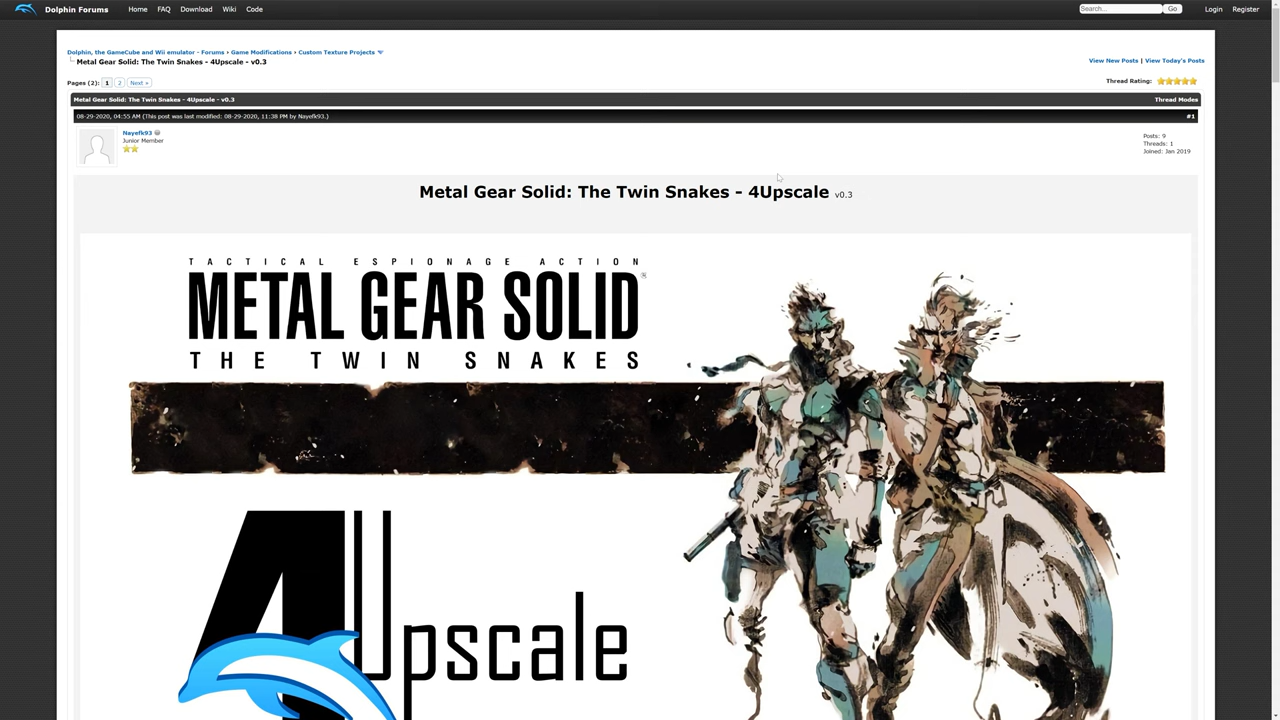 Dolphin Forums Home FAQ Download Wiki Code Search... Go Login Register
Dolphin, the GameCube and Wii emulator - Forums › Game Modifications › Custom Texture Projects
Metal Gear Solid: The Twin Snakes - 4Upscale - v0.3
View New Posts | View Today's Posts
Pages (2): 1 2 Next »
Thread Rating:
Metal Gear Solid: The Twin Snakes - 4Upscale - v0.3 Thread Modes
08-29-2020, 04:55 AM (This post was last modified: 08-29-2020, 11:38 PM by Nayefk93.) #1
Nayefk93
Junior Member
Posts: 9
Threads: 1
Joined: Jan 2019
Metal Gear Solid: The Twin Snakes - 4Upscale v0.3
TACTICAL ESPIONAGE ACTION
METAL GEAR SOLID
THE TWIN SNAKES
4Upscale